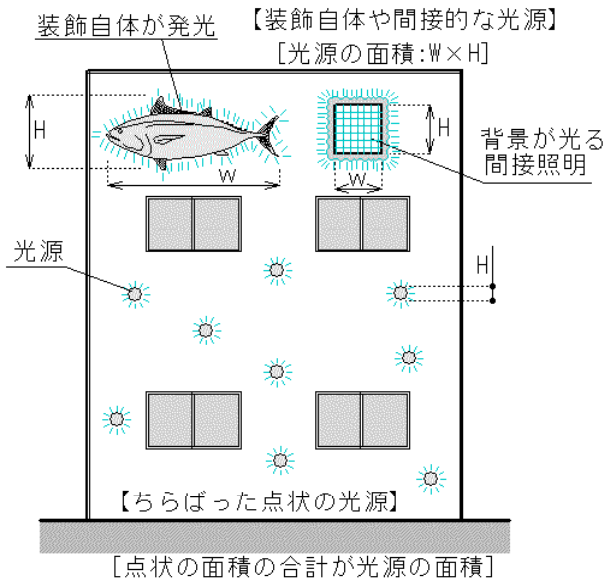 装飾自体が発光
【装飾自体や間接的な光源】
[光源の面積:W×H]
H
W
H
W
背景が光る
間接照明
光源
H
【ちらばった点状の光源】
[点状の面積の合計が光源の面積]